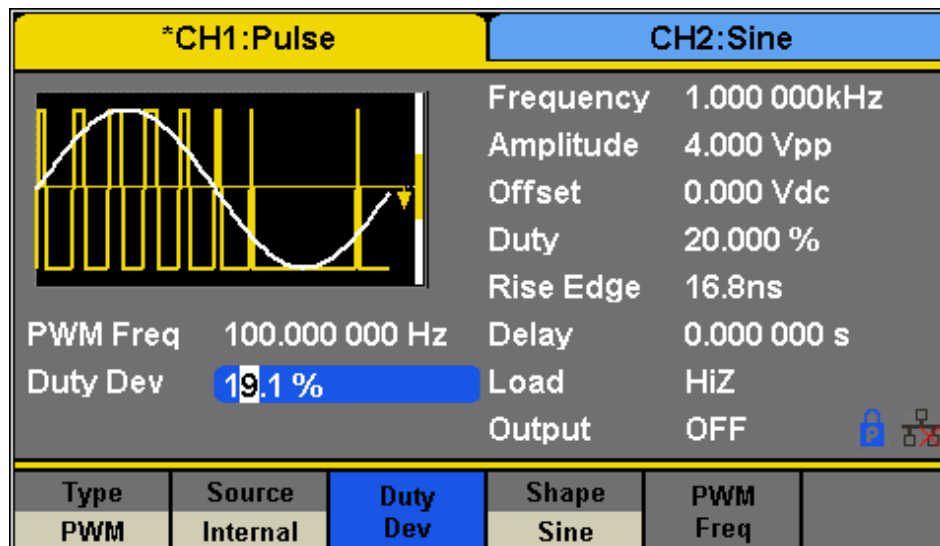 *CH1:Pulse
CH2:Sine
Frequency 1.000 000kHz
Amplitude 4.000 Vpp
Offset 0.000 Vdc
Duty 20.000 %
Rise Edge 16.8ns
PWM Freq 100.000 000 Hz
Delay 0.000 000 s
Duty Dev 19.1 %
Load HiZ
Output OFF
P
Type
PWM
Source
Internal
Duty
Dev
Shape
Sine
PWM
Freq